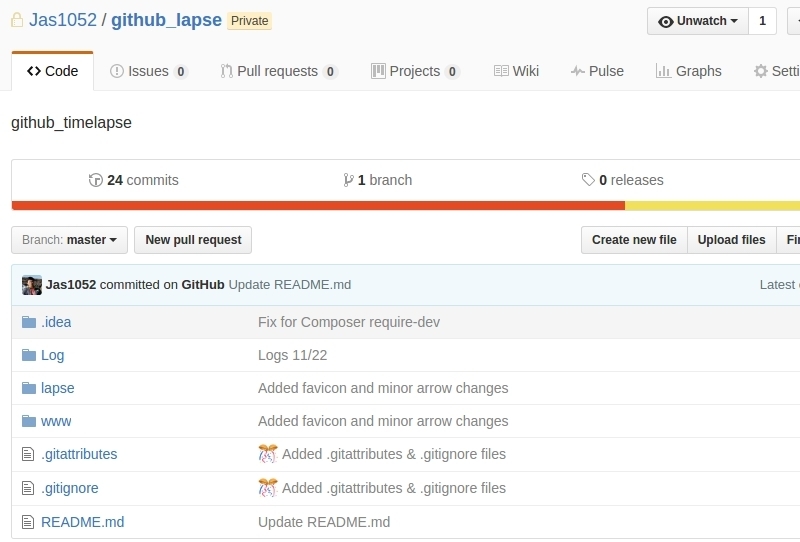 Jas1052 / github_lapse Private Unwatch 1
Code Issues 0 Pull requests 0 Projects 0 Wiki Pulse Graphs Setti
github_timelapse
24 commits 1 branch 0 releases
Branch: master New pull request Create new file Upload files Fi
Jas1052 committed on GitHub Update README.md Latest
.idea Fix for Composer require-dev
Log Logs 11/22
lapse Added favicon and minor arrow changes
www Added favicon and minor arrow changes
.gitattributes Added .gitattributes & .gitignore files
.gitignore Added .gitattributes & .gitignore files
README.md Update README.md